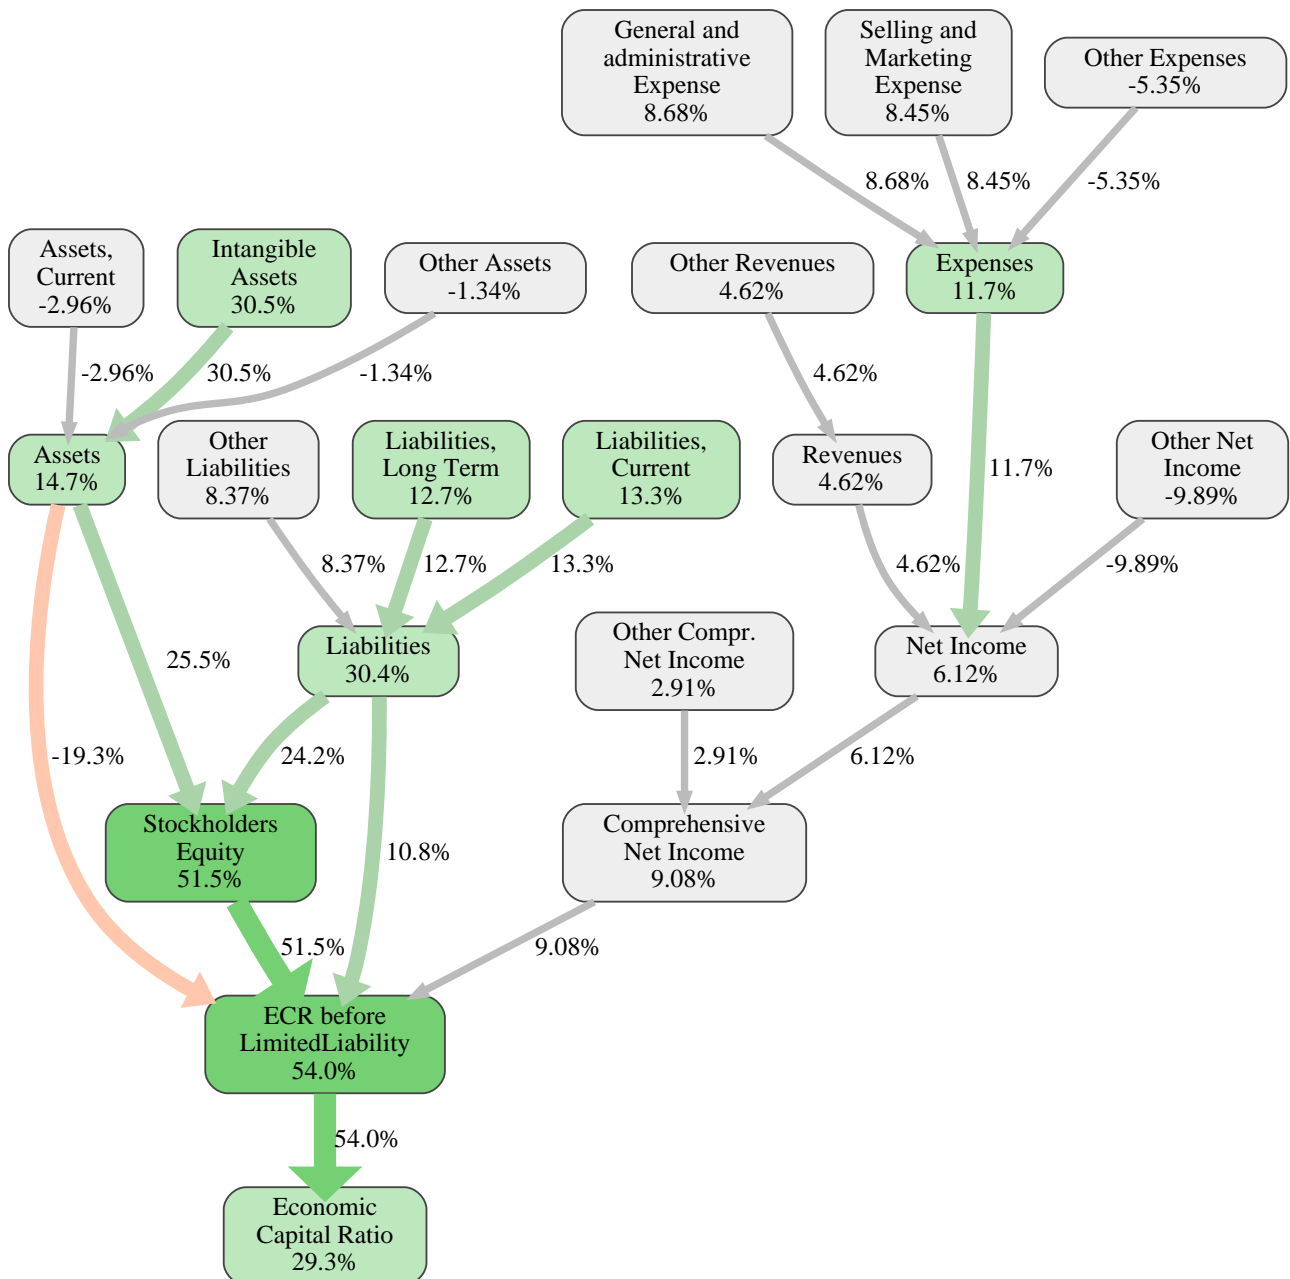 General and
administrative
Expense
8.68%
Selling and
Marketing
Expense
8.45%
Other Expenses
-5.35%
8.68%
8.45%
-5.35%
Assets,
Current
-2.96%
Intangible
Assets
30.5%
Other Assets
-1.34%
Other Revenues
4.62%
Expenses
11.7%
-2.96%
30.5%
-1.34%
4.62%
Assets
14.7%
Other
Liabilities
8.37%
Liabilities,
Long Term
12.7%
Liabilities,
Current
13.3%
Revenues
4.62%
11.7%
Other Net
Income
-9.89%
8.37%
12.7%
13.3%
4.62%
-9.89%
25.5%
Liabilities
30.4%
Other Compr.
Net Income
2.91%
Net Income
6.12%
-19.3%
24.2%
2.91%
6.12%
Stockholders
Equity
51.5%
10.8%
Comprehensive
Net Income
9.08%
51.5%
9.08%
ECR before
LimitedLiability
54.0%
54.0%
Economic
Capital Ratio
29.3%